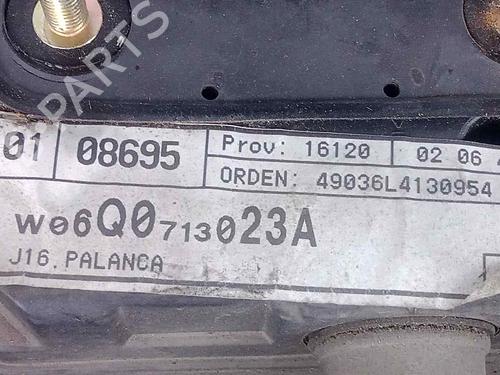 PARTS
01 08695 Prov: 16120 02 06
ORDEN: 49036L4130954
W06Q0713023A
J16.PALANCA